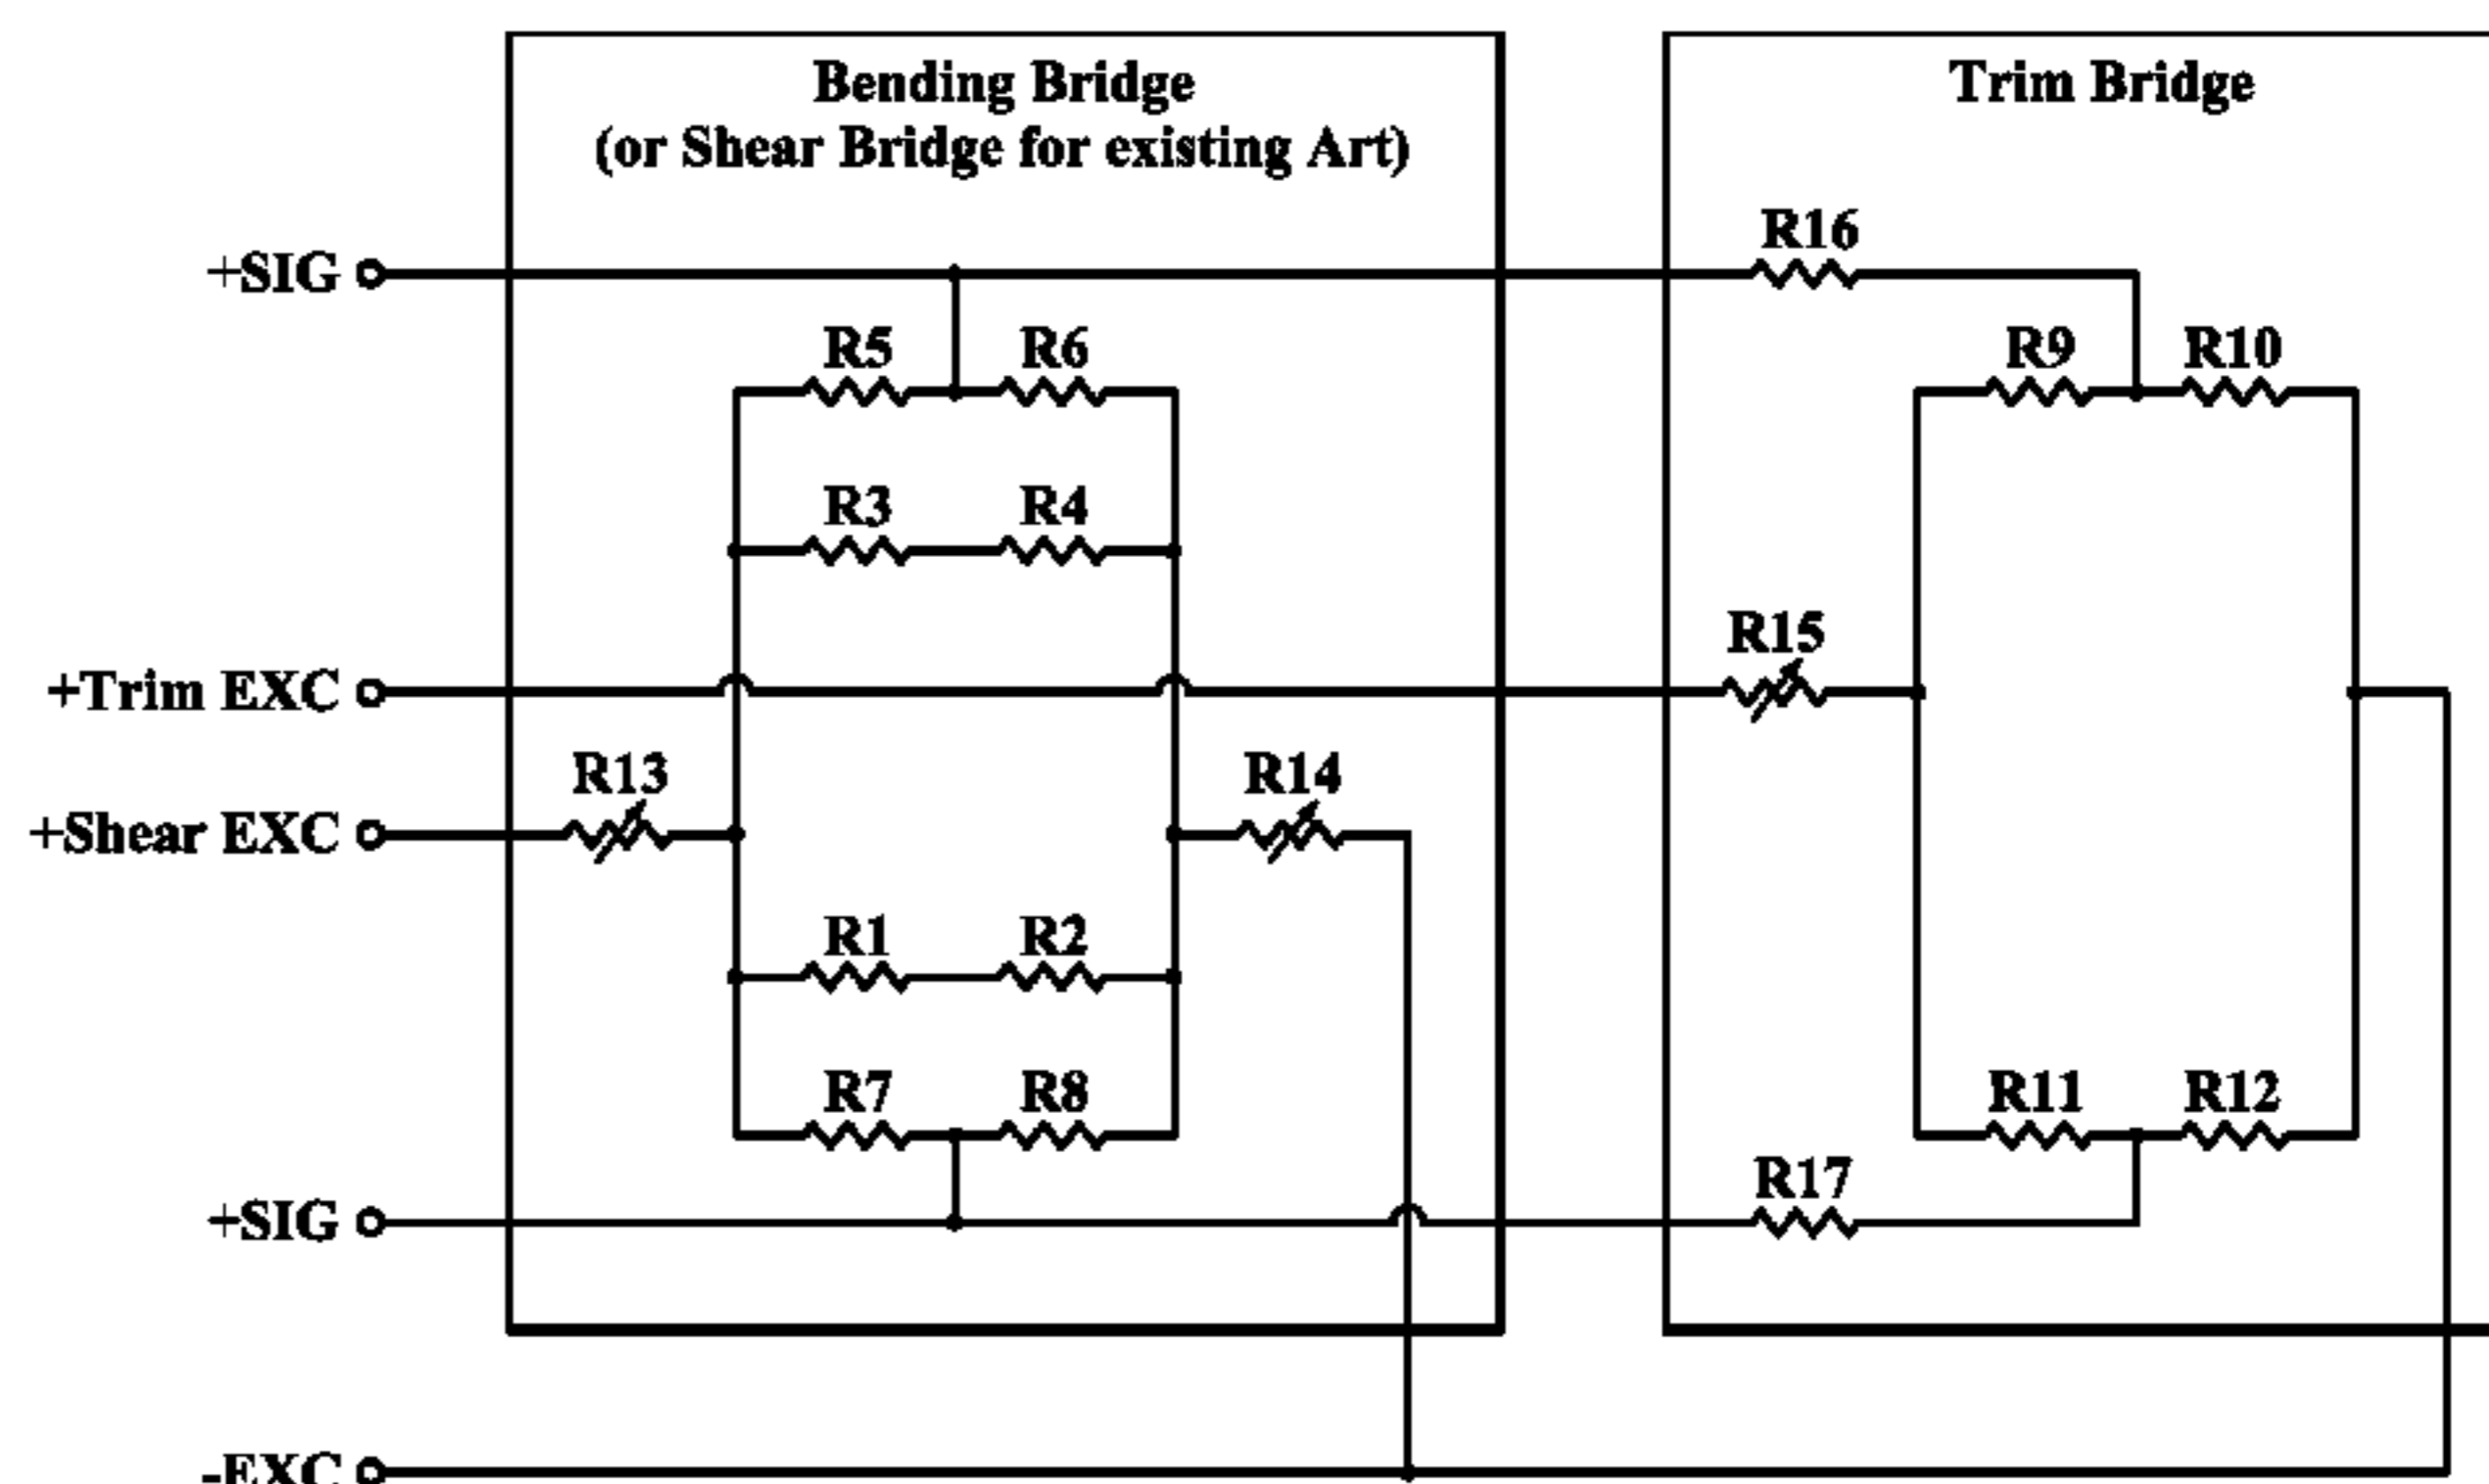 Bending Bridge
(or Shear Bridge for existing Art)
Trim Bridge
R16
+SIG
R5
R6
R9
R10
R3
R4
R15
+Trim EXC
R13
R14
+Shear EXC
R1
R2
R7
R8
R11
R12
R17
+SIG
-EXC